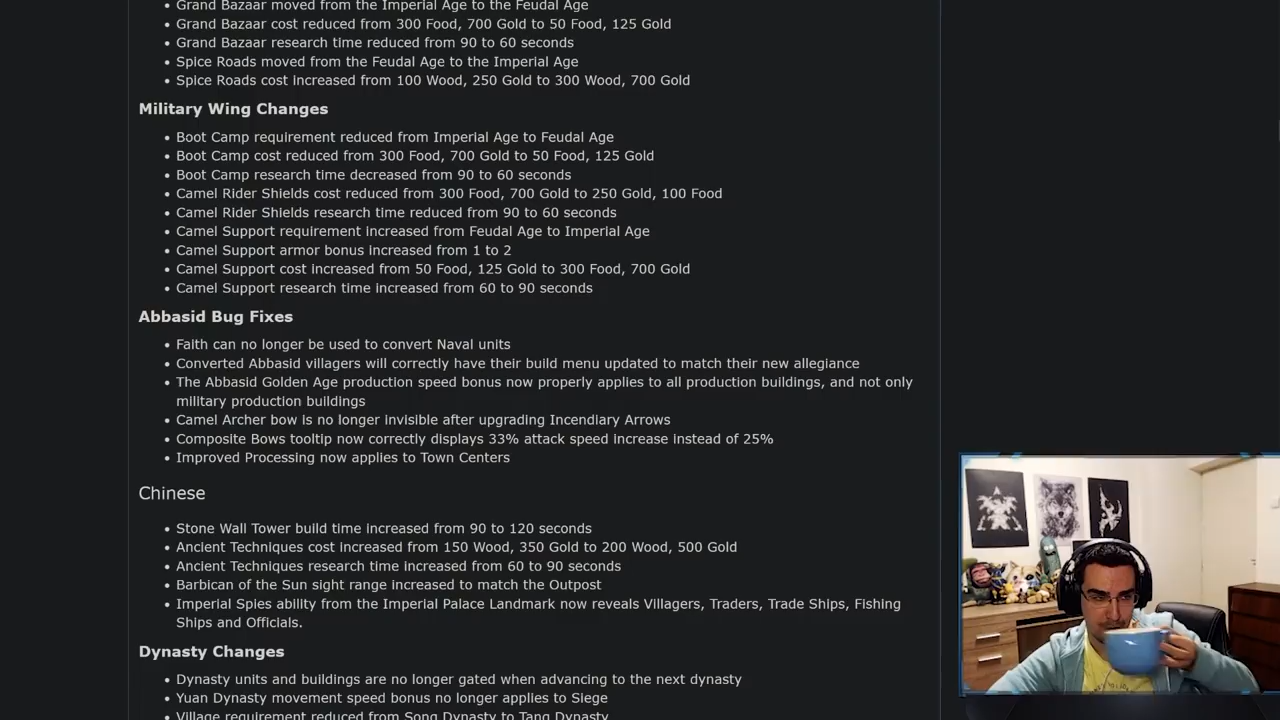 Grand Bazaar moved from the Imperial Age to the Feudal Age
Grand Bazaar cost reduced from 300 Food, 700 Gold to 50 Food, 125 Gold
Grand Bazaar research time reduced from 90 to 60 seconds
Spice Roads moved from the Feudal Age to the Imperial Age
Spice Roads cost increased from 100 Wood, 250 Gold to 300 Wood, 700 Gold
Military Wing Changes
Boot Camp requirement reduced from Imperial Age to Feudal Age
Boot Camp cost reduced from 300 Food, 700 Gold to 50 Food, 125 Gold
Boot Camp research time decreased from 90 to 60 seconds
Camel Rider Shields cost reduced from 300 Food, 700 Gold to 250 Gold, 100 Food
Camel Rider Shields research time reduced from 90 to 60 seconds
Camel Support requirement increased from Feudal Age to Imperial Age
Camel Support armor bonus increased from 1 to 2
Camel Support cost increased from 50 Food, 125 Gold to 300 Food, 700 Gold
Camel Support research time increased from 60 to 90 seconds
Abbasid Bug Fixes
Faith can no longer be used to convert Naval units
Converted Abbasid villagers will correctly have their build menu updated to match their new allegiance
The Abbasid Golden Age production speed bonus now properly applies to all production buildings, and not only
military production buildings
Camel Archer bow is no longer invisible after upgrading Incendiary Arrows
Composite Bows tooltip now correctly displays 33% attack speed increase instead of 25%
Improved Processing now applies to Town Centers
Chinese
Stone Wall Tower build time increased from 90 to 120 seconds
Ancient Techniques cost increased from 150 Wood, 350 Gold to 200 Wood, 500 Gold
Ancient Techniques research time increased from 60 to 90 seconds
Barbican of the Sun sight range increased to match the Outpost
Imperial Spies ability from the Imperial Palace Landmark now reveals Villagers, Traders, Trade Ships, Fishing
Ships and Officials.
Dynasty Changes
Dynasty units and buildings are no longer gated when advancing to the next dynasty
Yuan Dynasty movement speed bonus no longer applies to Siege
Village requirement reduced from Song Dynasty to Tang Dynasty